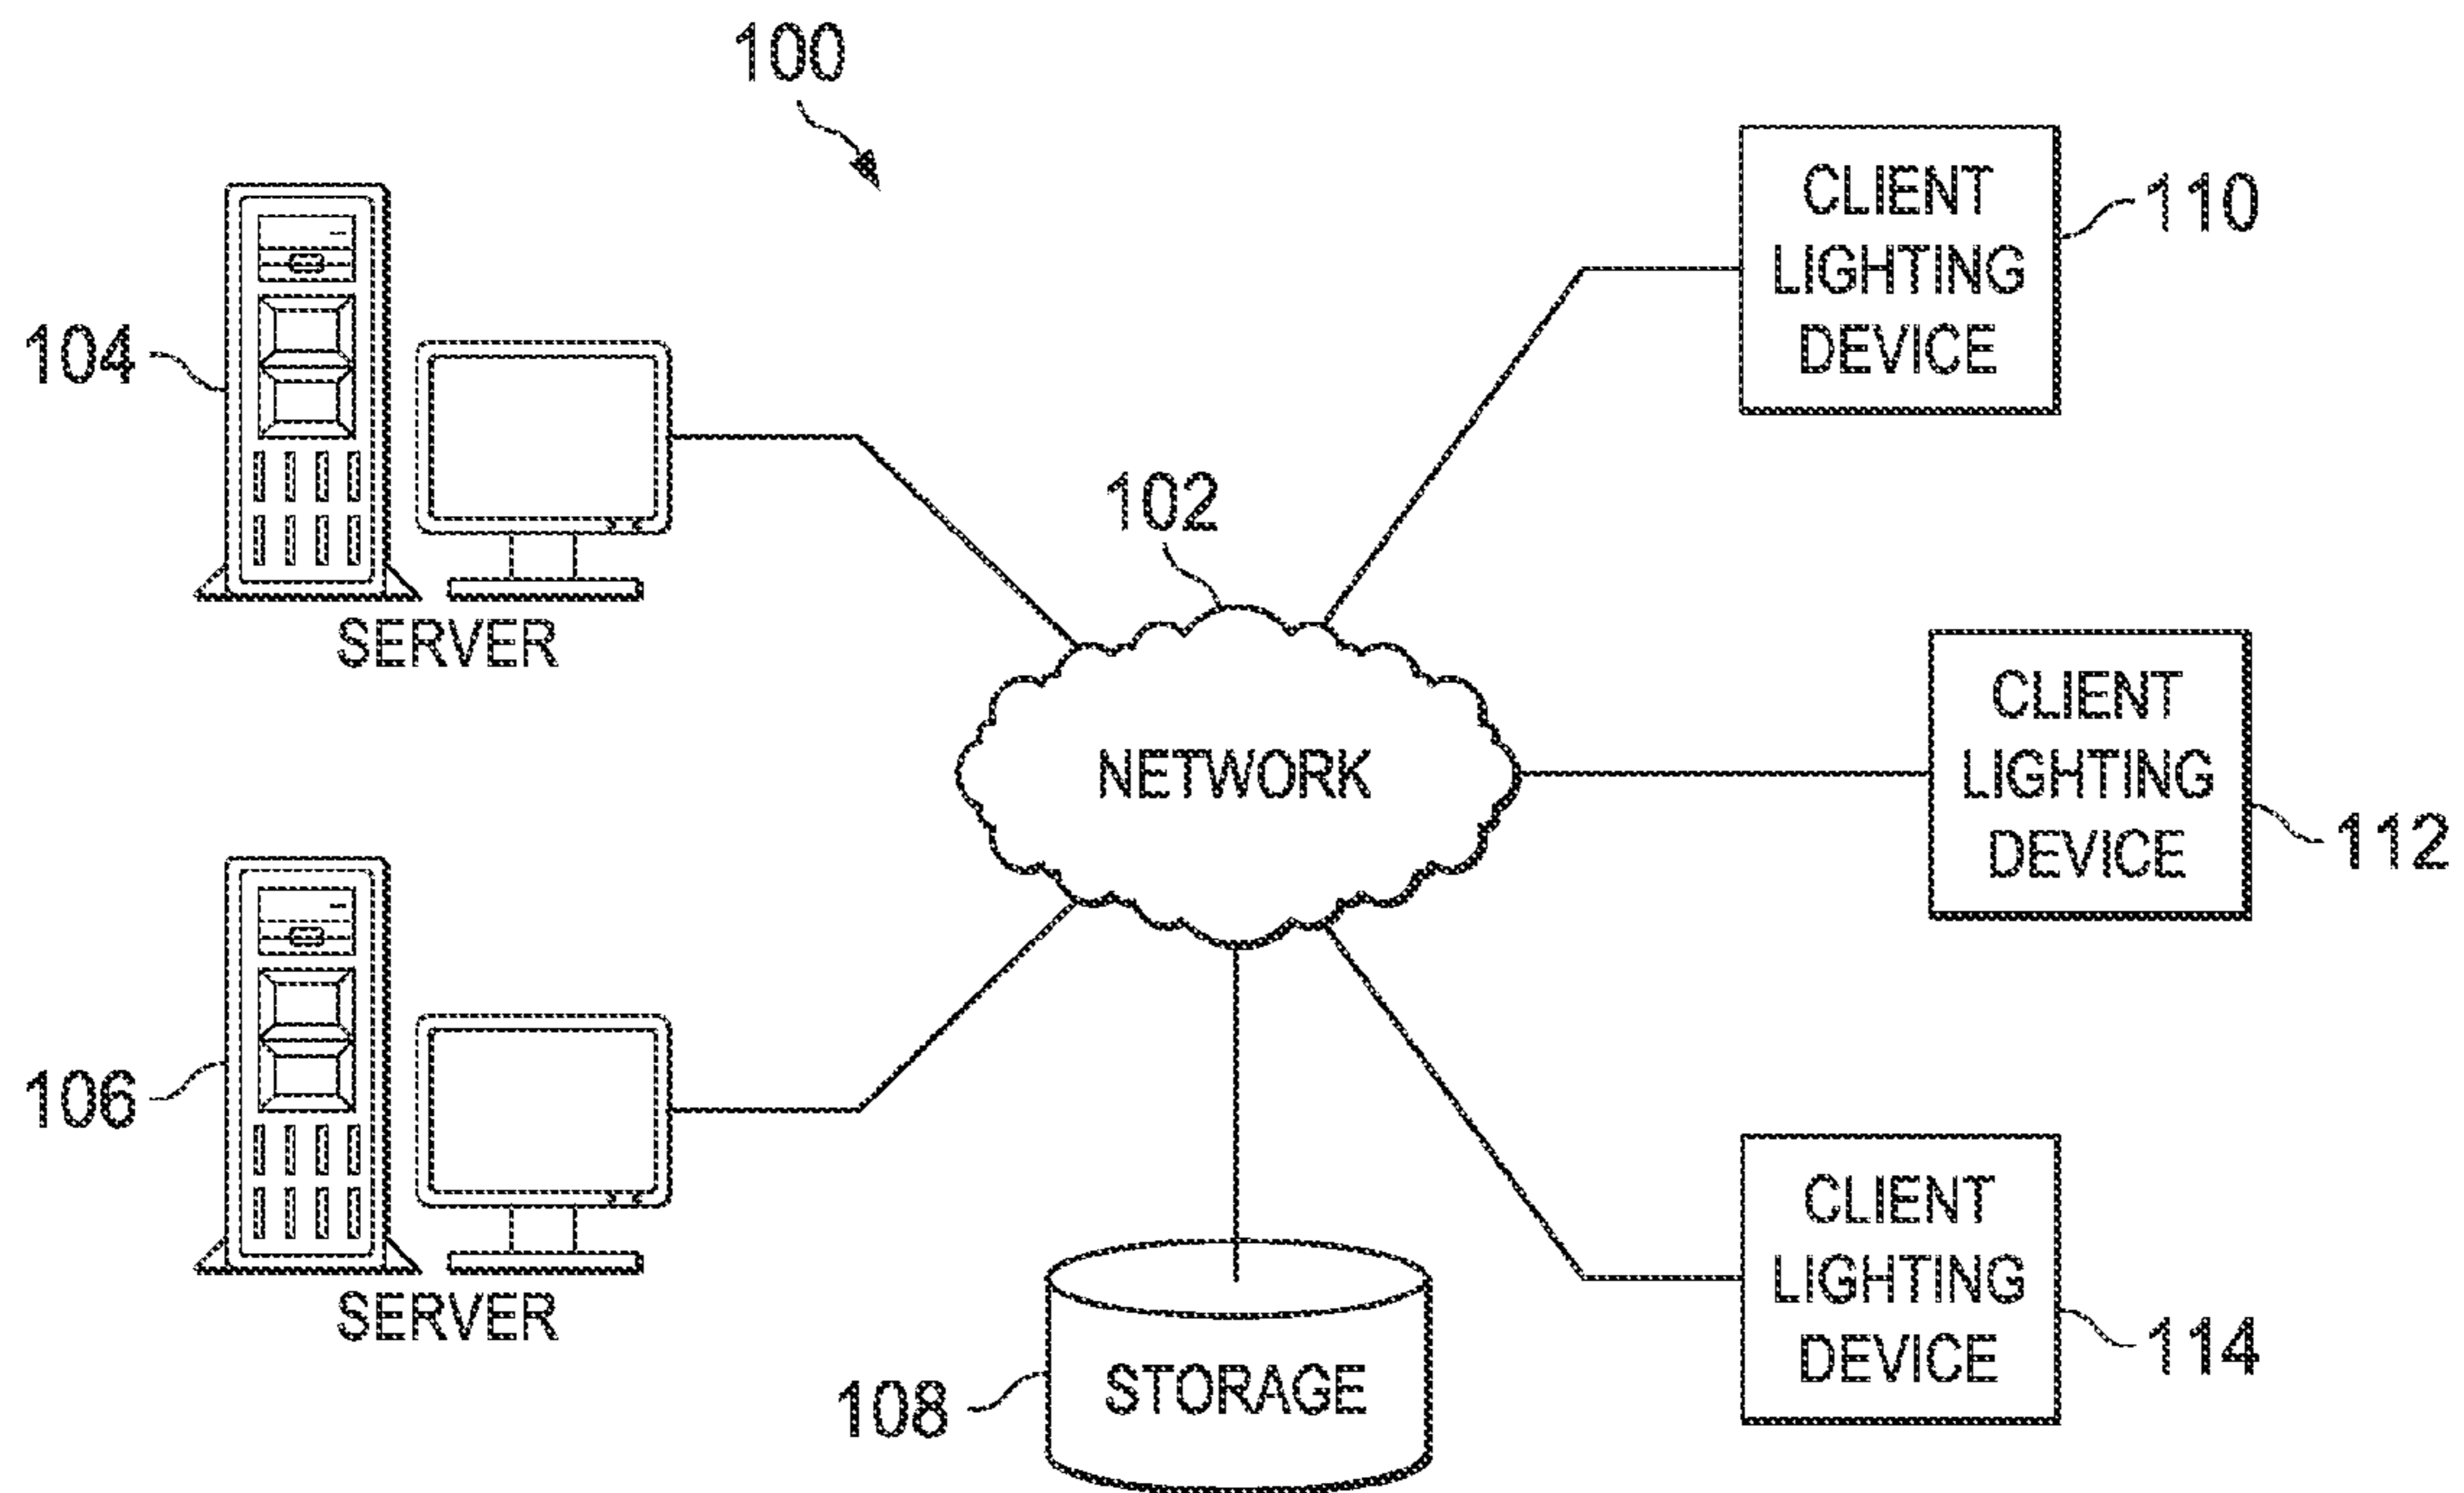 100
CLIENT
LIGHTING
DEVICE
110
104
SERVER
102
NETWORK
CLIENT
LIGHTING
DEVICE
112
106
SERVER
STORAGE
108
CLIENT
LIGHTING
DEVICE
114